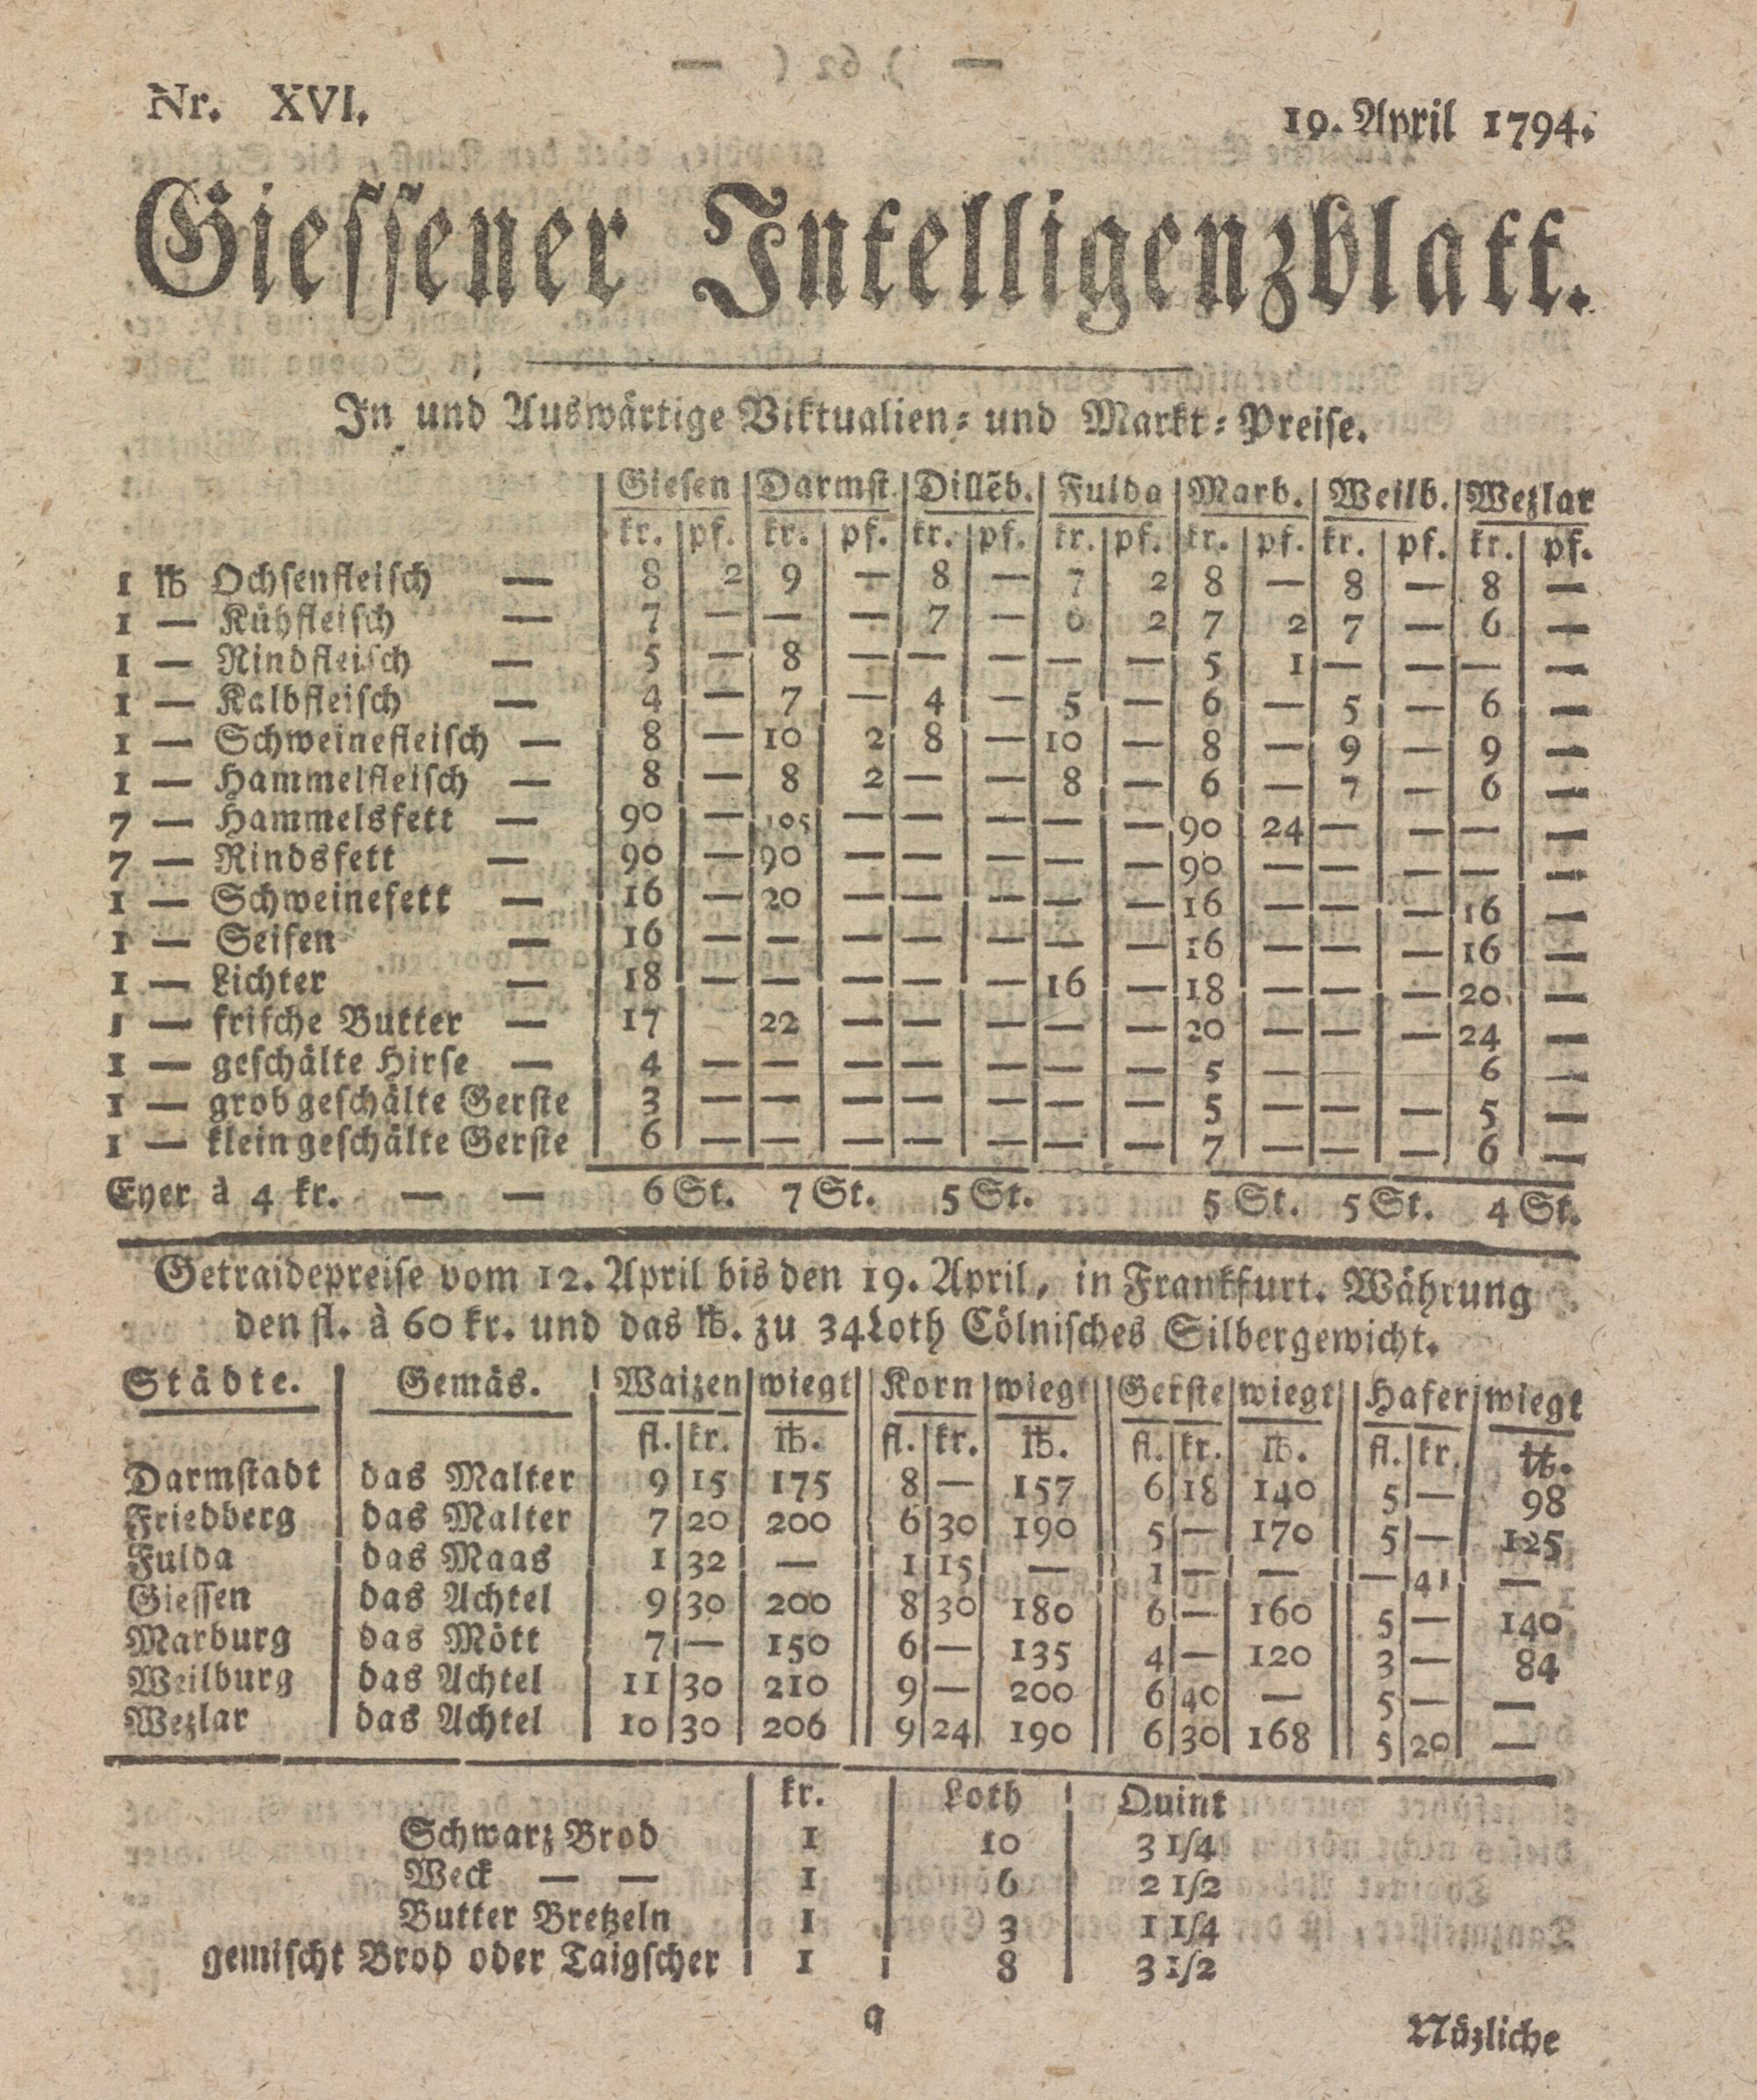 Nr. XVI.
19. April 1794.
Giessener Intelligenzblatt.
In und Auswärtige Viktualien- und Markt-Preise.
Giesen | Darmst. | Dillēb. | Fulda | Marb. | Weilb. | Wezlar
kr. | pf. | kr. | pf. | kr. | pf. | kr. | pf. | kr. | pf. | kr. | pf. | kr. | pf.
1 ℔ Ochsenfleisch — 8 | 2 | 9 | — | 8 | — | 7 | 2 | 8 | — | 8 | — | 8 | —
1 — Kühfleisch — 7 | — | — | — | 7 | — | 6 | 2 | 7 | 2 | 7 | — | 6 | —
1 — Rindfleisch — 5 | — | 8 | — | — | — | — | — | 5 | 1 | — | — | — | —
1 — Kalbfleisch — 4 | — | 7 | — | 4 | — | 5 | — | 6 | — | 5 | — | 6 | —
1 — Schweinefleisch — 8 | — | 10 | 2 | 8 | — | 10 | — | 8 | — | 9 | — | 9 | —
1 — Hammelfleisch — 8 | — | 8 | 2 | — | — | 8 | — | 6 | — | 7 | — | 6 | —
7 — Hammelsfett — 90 | — | 105 | — | — | — | — | — | 90 | 24 | — | — | — | —
7 — Rindsfett — 90 | — | 90 | — | — | — | — | — | 90 | — | — | — | — | —
1 — Schweinefett — 16 | — | 20 | — | — | — | — | — | 16 | — | — | — | 16 | —
1 — Seifen — 16 | — | — | — | — | — | — | — | 16 | — | — | — | 16 | —
1 — Lichter — 18 | — | — | — | — | — | 16 | — | 18 | — | — | — | 20 | —
1 — frische Butter — 17 | | 22 | — | — | — | — | — | 20 | — | — | — | 24 | —
1 — geschälte Hirse — 4 | — | — | — | — | — | — | — | 5 | — | — | — | 6 | —
1 — grob geschälte Gerste 3 | — | — | — | — | — | — | — | 5 | — | — | — | 5 | —
1 — klein geschälte Gerste 6 | — | — | — | — | — | — | — | 7 | — | — | — | 6 | —
Eyer à 4 kr. — — 6 St. 7 St. 5 St. 5 St. 5 St. 4 St.
Getraidepreise vom 12. April bis den 19. April, in Frankfurt. Währung
den fl. à 60 kr. und das ℔. zu 34 Loth Cölnisches Silbergewicht.
Städte. | Gemäs. | Waizen | wiegt || Korn | wiegt || Gerste | wiegt || Hafer | wiegt
fl. | kr. | ℔. || fl. | kr. | ℔. || fl. | kr. | ℔. || fl. | kr. | ℔.
Darmstadt | das Malter | 9 | 15 | 175 || 8 | — | 157 || 6 | 18 | 140 || 5 | — | 98
Friedberg | das Malter | 7 | 20 | 200 || 6 | 30 | 190 || 5 | — | 170 || 5 | — | 125
Fulda | das Maas | 1 | 32 | — || 1 | 15 | — || 1 | — | — || — | 41 | —
Giessen | das Achtel | 9 | 30 | 200 || 8 | 30 | 180 || 6 | — | 160 || 5 | — | 140
Marburg | das Mött | 7 | — | 150 || 6 | — | 135 || 4 | — | 120 || 3 | — | 84
Weilburg | das Achtel | 11 | 30 | 210 || 9 | — | 200 || 6 | 40 | — || 5 | — | —
Wezlar | das Achtel | 10 | 30 | 206 || 9 | 24 | 190 || 6 | 30 | 168 || 5 | 20 | —
kr. | Loth | Quint
Schwarz Brod | 1 | 10 | 3 1/4
Weck — — | 1 | 6 | 2 1/2
Butter Bretzeln | 1 | 3 | 1 1/4
gemischt Brod oder Taigscher | 1 | 8 | 3 1/2
q
Näzliche